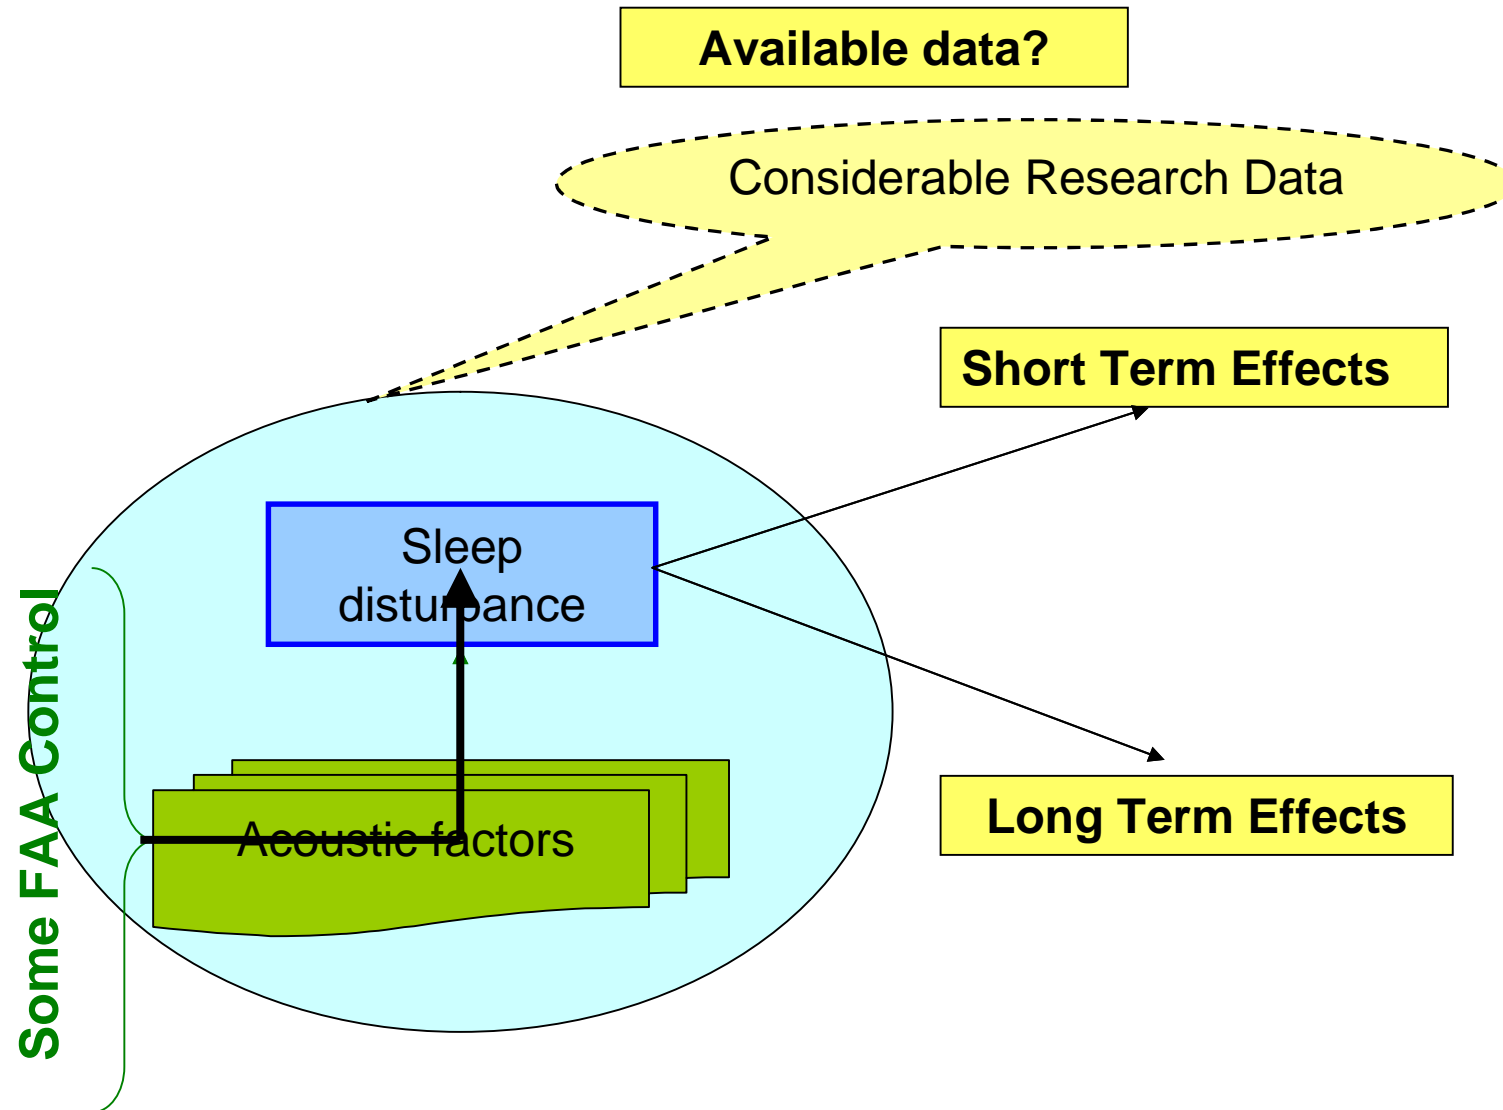 Available data?
Considerable Research Data
Short Term Effects
Sleep
disturbance
Some FAA Control
Acoustic factors
Long Term Effects